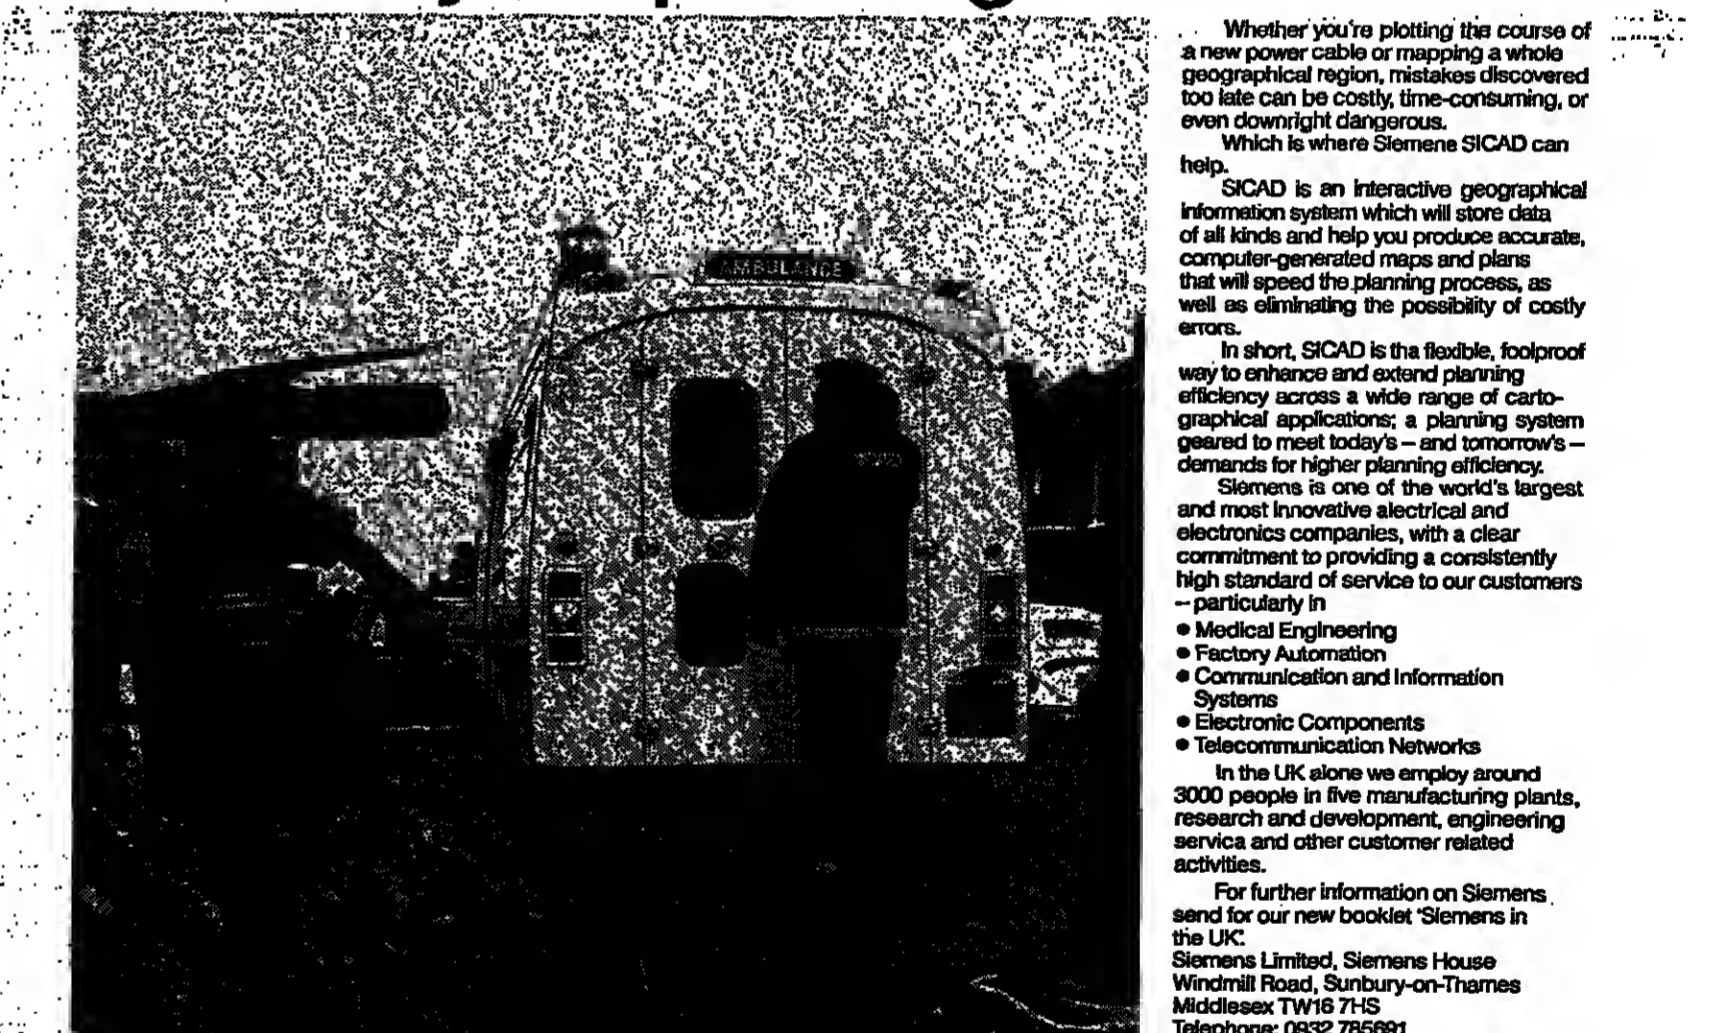 AMBULANCE
Whether you're plotting the course of
a new power cable or mapping a whole
geographical region, mistakes discovered
too late can be costly, time-consuming, or
even downright dangerous.
Which is where Siemene SICAD can
help.
SICAD is an interactive geographical
information system which will store data
of all kinds and help you produce accurate,
computer-generated maps and plans
that will speed the planning process, as
well as eliminating the possibility of costly
errors.
In short, SICAD is tha flexible, foolproof
way to enhance and extend planning
efficiency across a wide range of carto-
graphical applications; a planning system
geared to meet today's – and tomorrow's –
demands for higher planning efficiency.
Siemens is one of the world's largest
and most innovative alectrical and
electronics companies, with a clear
commitment to providing a consistently
high standard of service to our customers
– particularly in
• Medical Engineering
• Factory Automation
• Communication and Information
Systems
• Electronic Components
• Telecommunication Networks
In the UK alone we employ around
3000 people in five manufacturing plants,
research and development, engineering
servica and other customer related
activities.
For further information on Siemens
send for our new booklet 'Siemens in
the UK'.
Siemens Limited, Siemens House
Windmill Road, Sunbury-on-Thames
Middlesex TW16 7HS
Telephone: 0932 785691